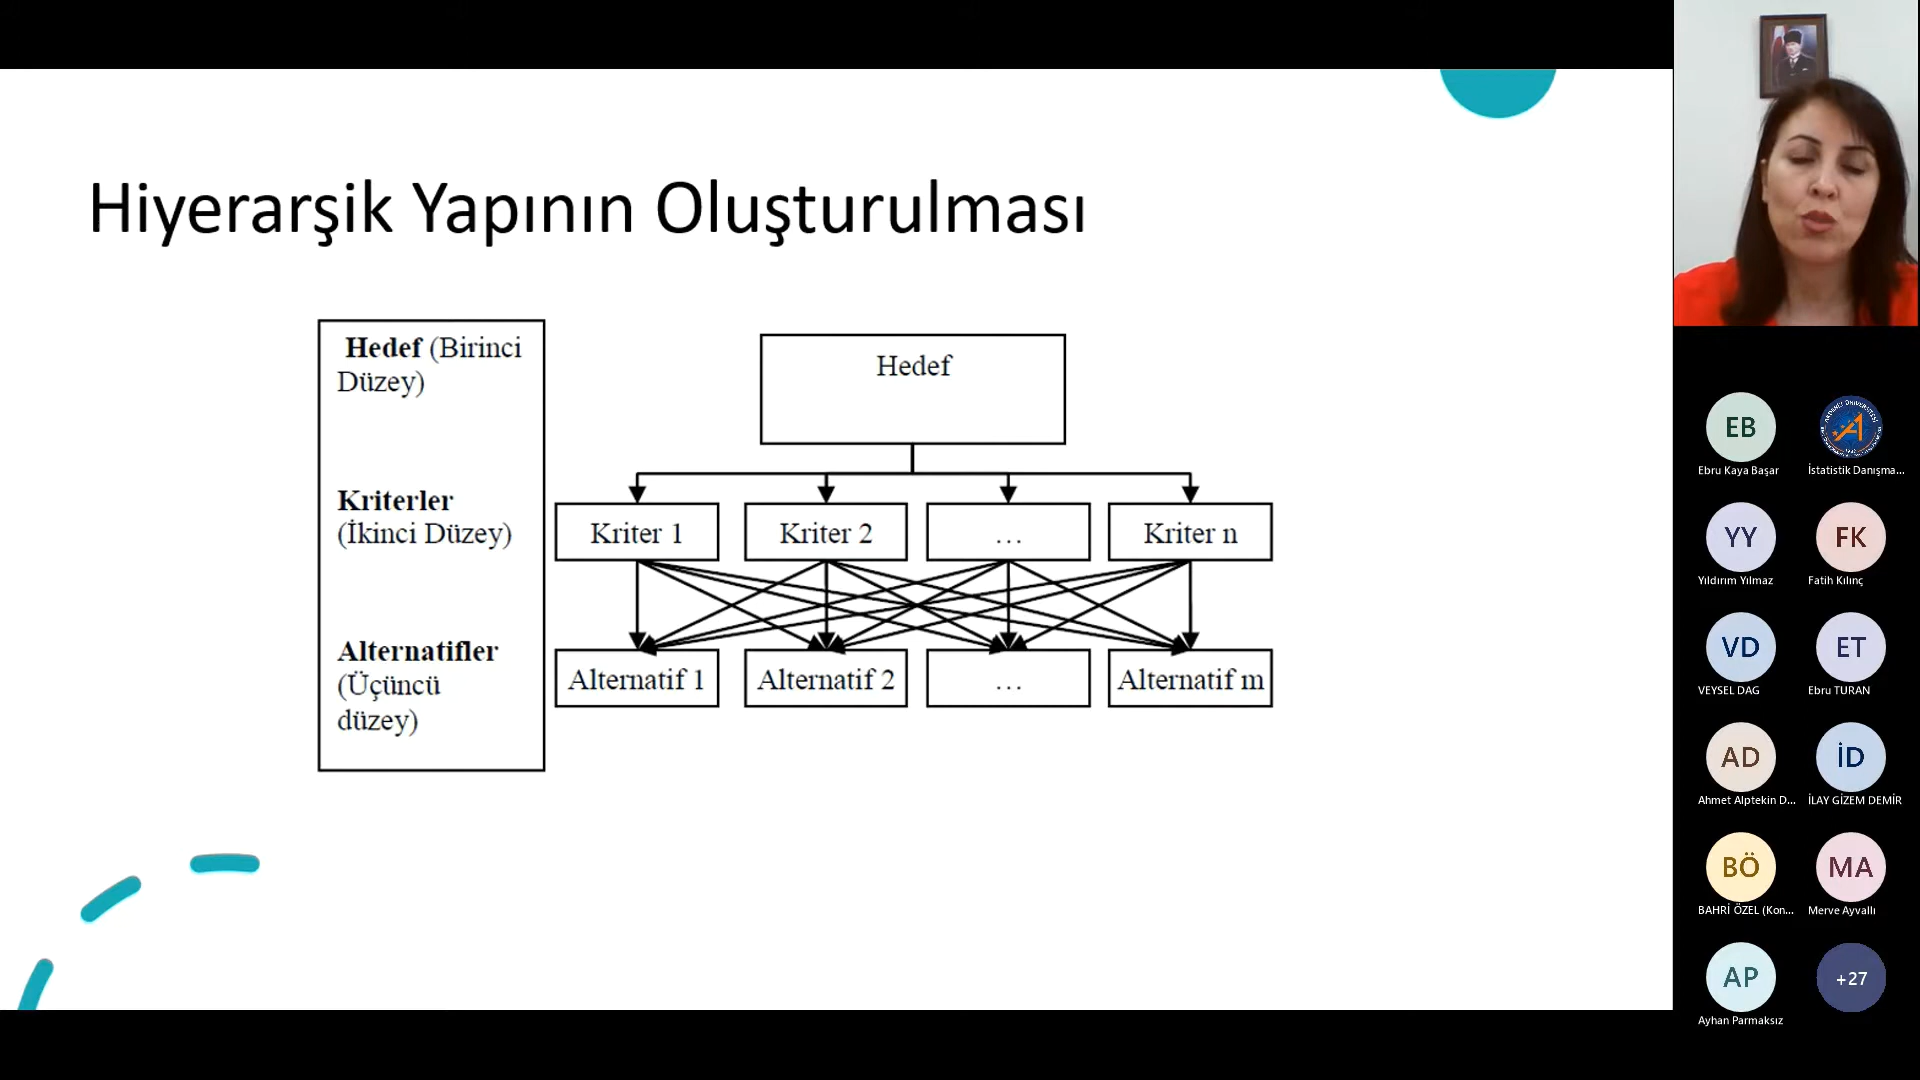 Hiyerarşik Yapının Oluşturulması
Hedef (Birinci
Düzey)
Kriterler
(İkinci Düzey)
Alternatifler
(Üçüncü
düzey)
Hedef
Kriter 1
Kriter 2
…
Kriter n
Alternatif 1
Alternatif 2
…
Alternatif m
EB
Ebru Kaya Başar
İstatistik Danışma...
YY
Yıldırım Yılmaz
FK
Fatih Kılınç
VD
VEYSEL DAG
ET
Ebru TURAN
AD
Ahmet Alptekin D...
İD
İLAY GİZEM DEMİR
BÖ
BAHRİ ÖZEL (Kon...
MA
Merve Ayvallı
AP
Ayhan Parmaksız
+27